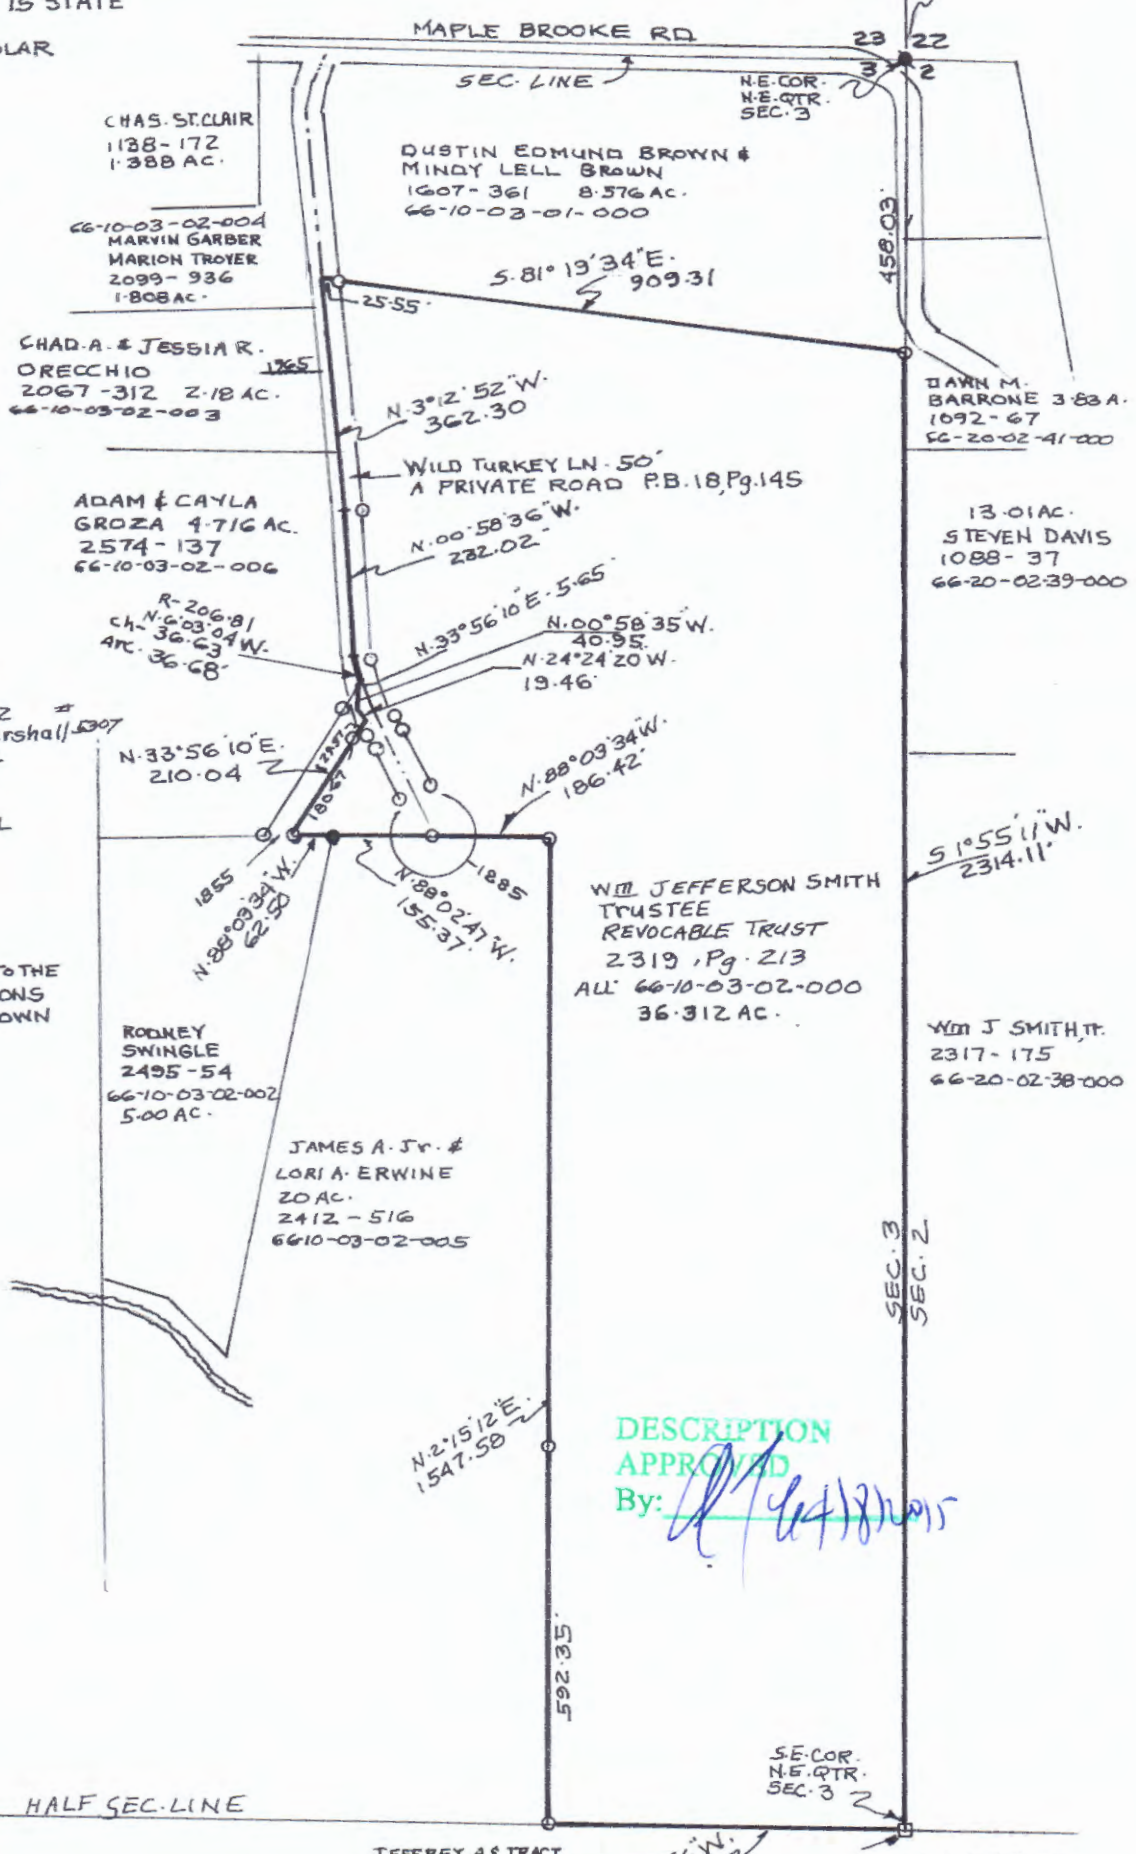 IS STATE
MAPLE BROOKE RD.
23 22
3 2
SEC. LINE
N.E. COR.
N.E. QTR.
SEC. 3
CHAS. ST. CLAIR
1138-172
1.388 AC.
DUSTIN EDMUND BROWN &
MINDY LELL BROWN
1607-361 8.576 AC.
66-10-03-01-000
66-10-03-02-004
MARVIN GARBER
MARION TROYER
2099-936
1.808 AC.
458.03'
S.81°19'34"E.
909.31
25.55
CHAD. A. & JESSIA R.
ORECCHIO
2067-312 2.18 AC.
66-10-03-02-003
1965
N.3°12'52"W.
362.30
DAWN M.
BARRONE 3.83 A.
1092-67
66-20-02-41-000
WILD TURKEY LN. 50'
A PRIVATE ROAD P.B.18, Pg.145
ADAM & CAYLA
GROZA 4.716 AC.
2574-137
66-10-03-02-006
N.00°58'36"W.
232.02'
13.01 AC.
STEVEN DAVIS
1088-37
66-20-02-39-000
R-206.81
Ch- N.6°03'04"W.
36.63
Arc. 36.68'
N.33°56'10"E. 5.65
N.00°58'35"W.
40.95
N.24°24'20"W.
19.46'
N.33°56'10"E.
210.04
180.67
N.88°03'34"W.
186.42'
S 1°55'11"W.
2314.11'
1855
N.88°03'34"W.
62.50
N.88°02'47"W.
155.37'
1885
Wm JEFFERSON SMITH
TRUSTEE
REVOCABLE TRUST
2319, Pg. 213
ALL 66-10-03-02-000
36.312 AC.
TO THE
RODNEY
SWINGLE
2495-54
66-10-03-02-002
5.00 AC.
Wm J SMITH, Tr.
2317-175
66-20-02-38-000
JAMES A. Jr. &
LORI A. ERWINE
20 AC.
2412-516
6610-03-02-005
SEC. 3
SEC. 2
N.2°15'12"E.
1547.58
DESCRIPTION
APPROVED
By:
592.35'
S.E. COR.
N.E. QTR.
SEC. 3
HALF SEC. LINE